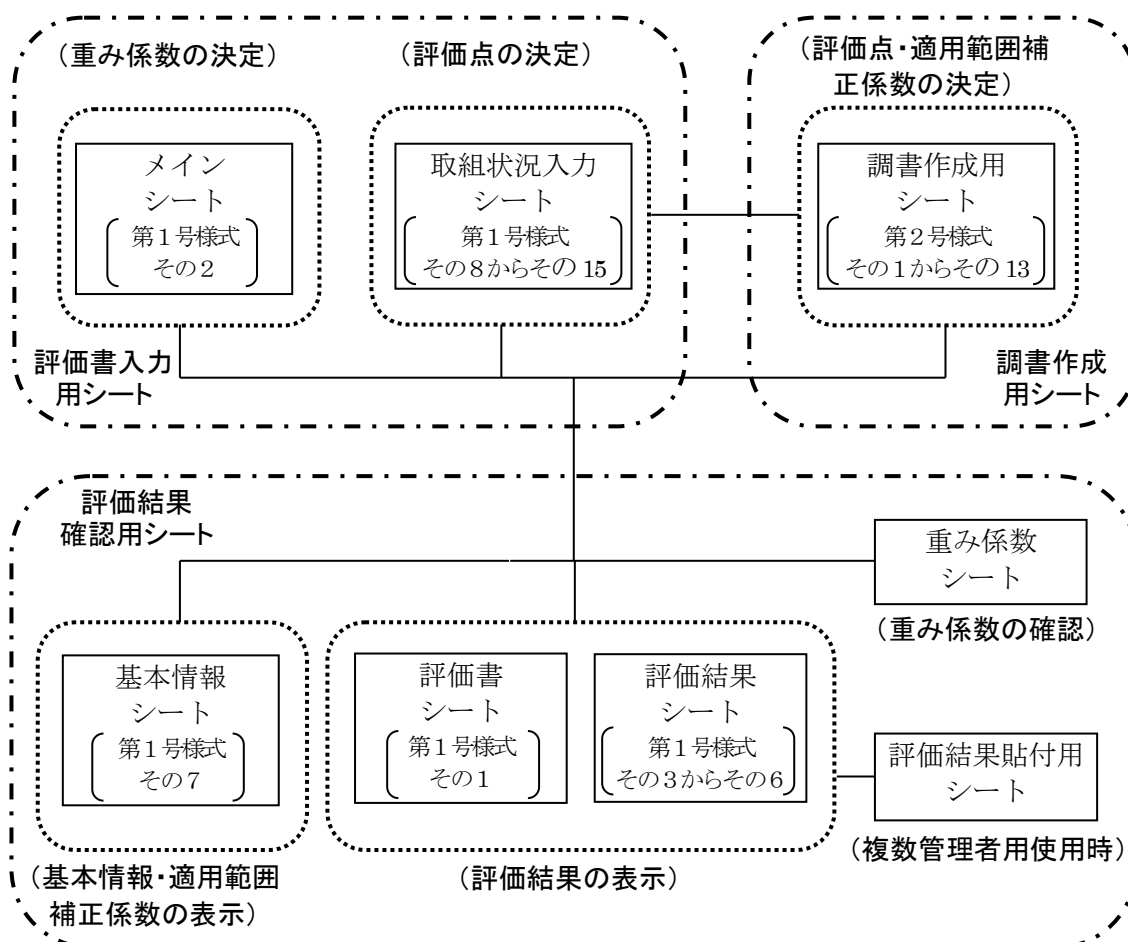 （重み係数の決定）
（評価点の決定）
（評価点・適用範囲補
正係数の決定）
メイン
シート
第１号様式
その２
取組状況入力
シート
第１号様式
その８からその 15
調書作成用
シート
第２号様式
その１からその 13
評価書入力
用シート
調書作成
用シート
評価結果
確認用シート
重み係数
シート
（重み係数の確認）
基本情報
シート
第１号様式
その７
評価書
シート
第１号様式
その１
評価結果
シート
第１号様式
その３からその６
評価結果貼付用
シート
（複数管理者用使用時）
（基本情報・適用範囲
補正係数の表示）
（評価結果の表示）